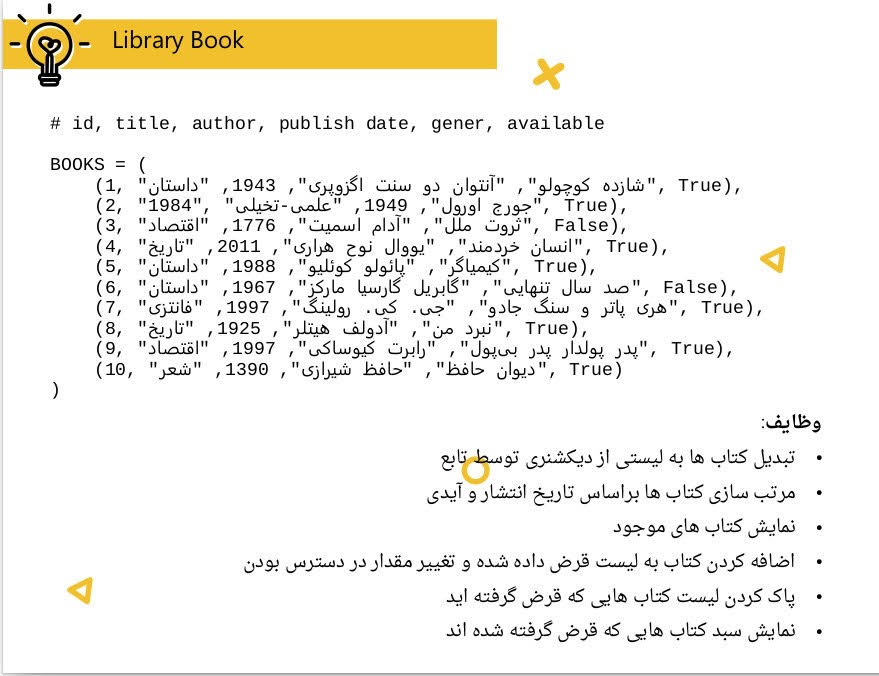 Library Book
# id, title, author, publish date, gener, available
BOOKS = (
(1, "شازده کوچولو", "آنتوان دو سنت اگزوپری", 1943, "داستان", True),
(2, "1984", "جورج اورول", 1949, "علمی-تخیلی", True),
(3, "ثروت ملل", "آدام اسمیت", 1776, "اقتصاد", False),
(4, "انسان خردمند", "یووال نوح هراری", 2011, "تاریخ", True),
(5, "کیمیاگر", "پائولو کوئلیو", 1988, "داستان", True),
(6, "صد سال تنهایی", "گابریل گارسیا مارکز", 1967, "داستان", False),
(7, "هری پاتر و سنگ جادو", "جی. کی. رولینگ", 1997, "فانتزی", True),
(8, "نبرد من", "آدولف هیتلر", 1925, "تاریخ", True),
(9, "پدر پولدار پدر بی‌پول", "رابرت کیوساکی", 1997, "اقتصاد", True),
(10, "دیوان حافظ", "حافظ شیرازی", 1390, "شعر", True)
)
وظایف:
• تبدیل کتاب ها به لیستی از دیکشنری توسط تابع
• مرتب سازی کتاب ها براساس تاریخ انتشار و آیدی
• نمایش کتاب های موجود
• اضافه کردن کتاب به لیست قرض داده شده و تغییر مقدار در دسترس بودن
• پاک کردن لیست کتاب هایی که قرض گرفته اید
• نمایش سبد کتاب هایی که قرض گرفته شده اند